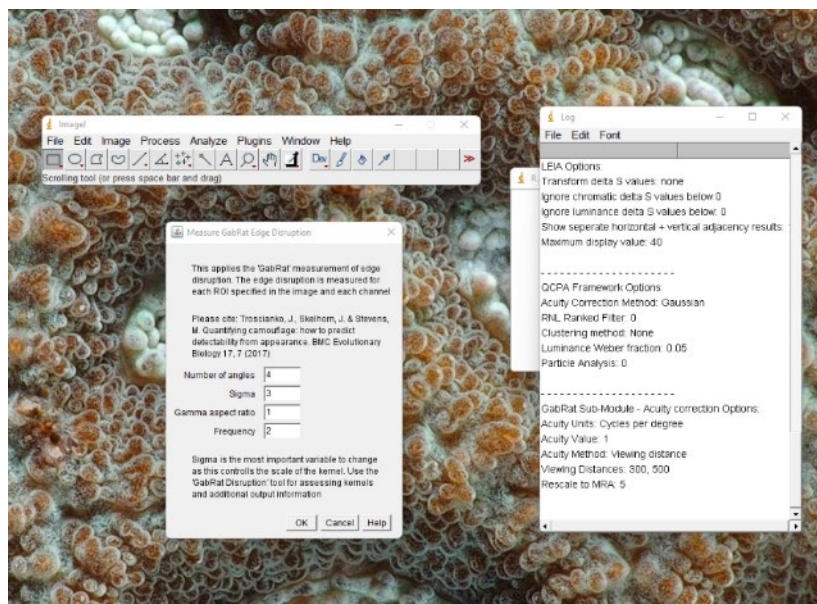 ImageJ
File Edit Image Process Analyze Plugins Window Help
Dev
Scrolling tool (or press space bar and drag)
Measure GabRat Edge Disruption
This applies the 'GabRat' measurement of edge
disruption. The edge disruption is measured for
each ROI specified in the image and each channel
Please cite: Troscianko, J., Skelhorn, J. & Stevens,
M. Quantifying camouflage: how to predict
detectability from appearance. BMC Evolutionary
Biology 17, 7 (2017)
Number of angles 4
Sigma 3
Gamma aspect ratio 1
Frequency 2
Sigma is the most important variable to change
as this controlls the scale of the kernel. Use the
'GabRat Disruption' tool for assessing kernels
and additional output information
OK Cancel Help
Log
File Edit Font
LEIA Options:
Transform delta S values: none
Ignore chromatic delta S values below:0
Ignore luminance delta S values below: 0
Show seperate horizontal + vertical adjacency results:
Maximum display value: 40
- - - - - - - - - - - - - - - - - - - -
QCPA Framework Options:
Acuity Correction Method: Gaussian
RNL Ranked Filter: 0
Clustering method: None
Luminance Weber fraction: 0.05
Particle Analysis: 0
- - - - - - - - - - - - - - - - - - - -
GabRat Sub-Module - Acuity correction Options:
Acuity Units: Cycles per degree
Acuity Value: 1
Acuity Method: Viewing distance
Viewing Distances: 300, 500
Rescale to MRA: 5